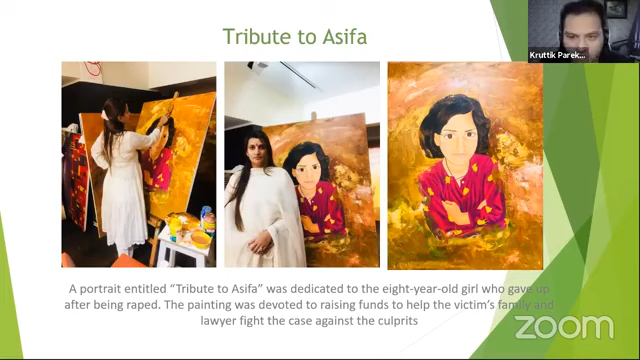 Tribute to Asifa
Kruttik Parek...
A portrait entitled “Tribute to Asifa” was dedicated to the eight-year-old girl who gave up
after being raped. The painting was devoted to raising funds to help the victim’s family and
lawyer fight the case against the culprits
zoom